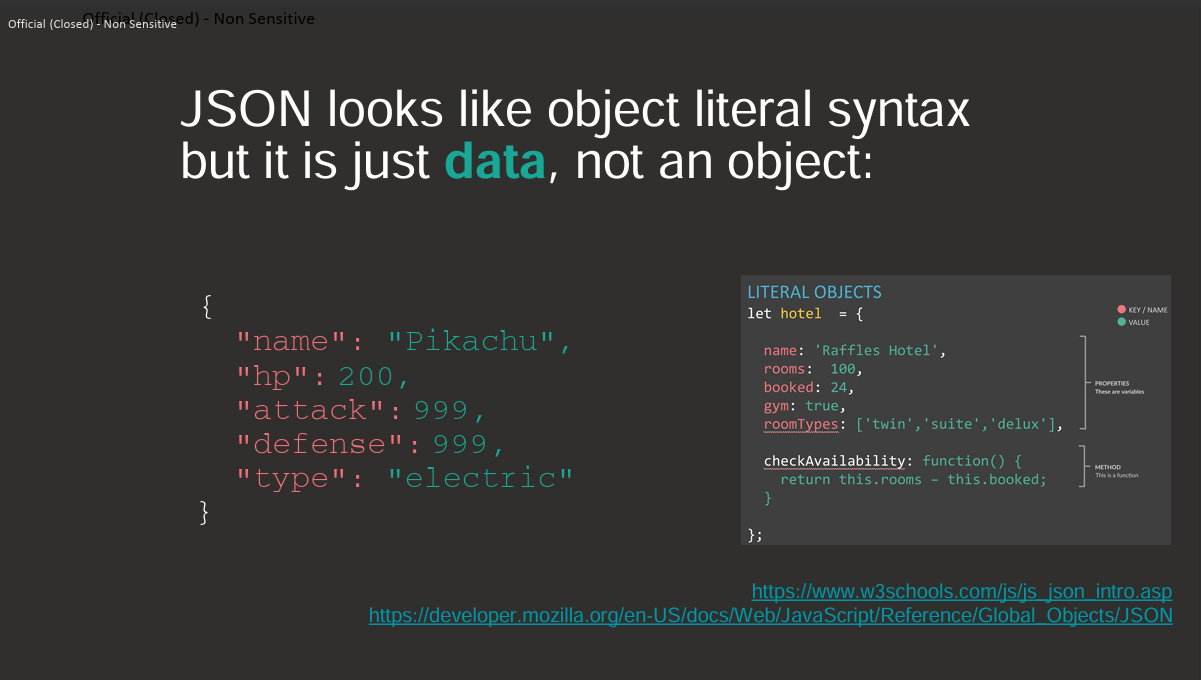 Official (Closed) - Non Sensitive
Official (Closed) - Non Sensitive
JSON looks like object literal syntax
but it is just data, not an object:
{
"name": "Pikachu",
"hp": 200,
"attack": 999,
"defense": 999,
"type": "electric"
}
LITERAL OBJECTS
let hotel = {
KEY / NAME
VALUE
name: 'Raffles Hotel',
rooms: 100,
booked: 24,
gym: true,
roomTypes: ['twin','suite','delux'],
PROPERTIES
These are variables
checkAvailability: function() {
return this.rooms – this.booked;
}
METHOD
This is a function
};
https://www.w3schools.com/js/js_json_intro.asp
https://developer.mozilla.org/en-US/docs/Web/JavaScript/Reference/Global_Objects/JSON